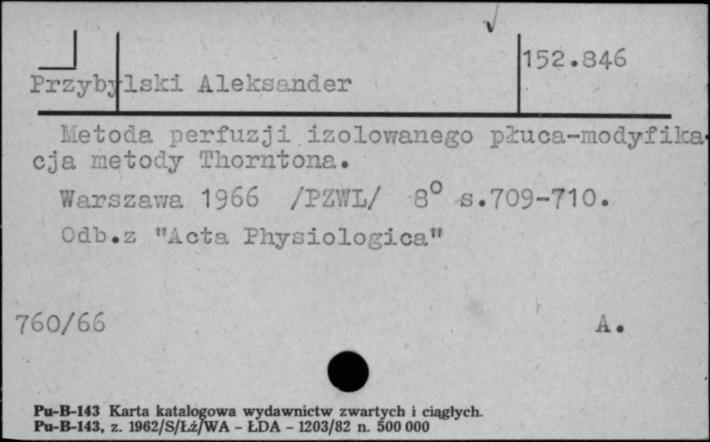 152.846
Przybylski Aleksander
Metoda perfuzji izolowanego płuca-modyfika-
cja metody Thorntona.
Warszawa 1966 /PZWL/ 8° s.709-710.
Odb.z "Acta Physiologica"
760/66 A.
Pu-B-143 Karta katalogowa wydawnictw zwartych i ciągłych.
Pu-B-143, z. 1962/S/Łż/WA - ŁDA - 1203/82 n. 500 000